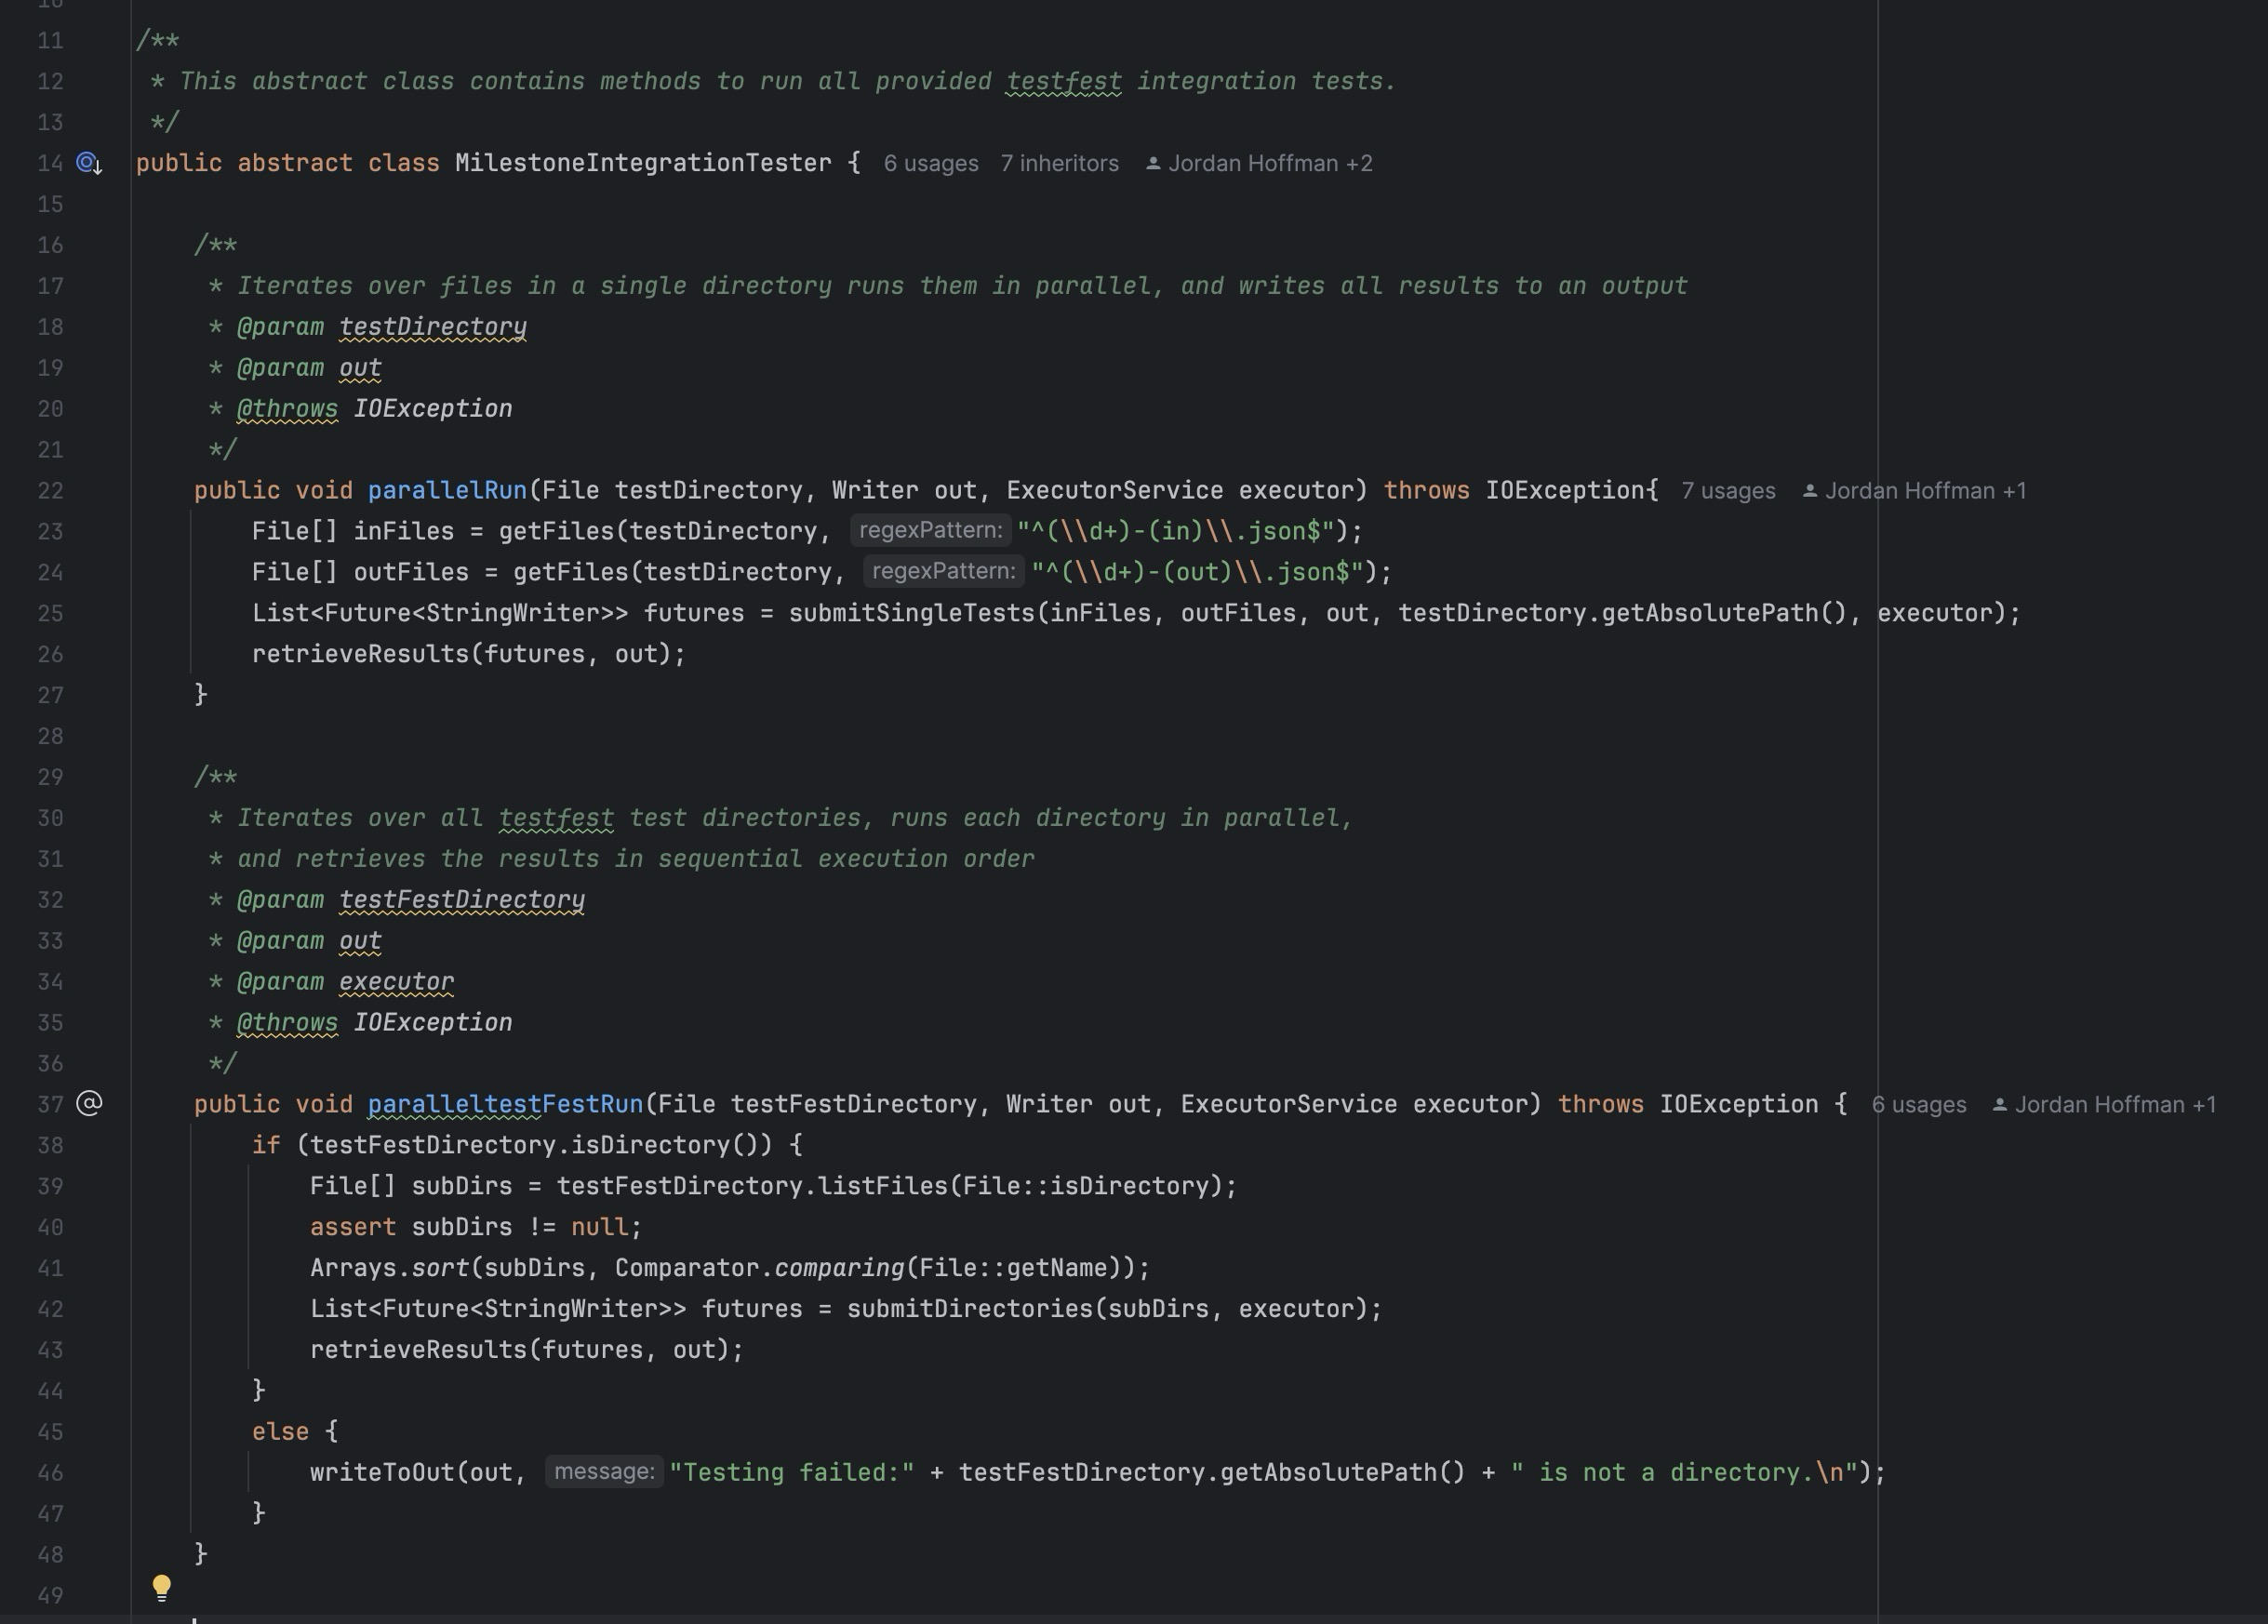 11 /**
12 * This abstract class contains methods to run all provided testfest integration tests.
13 */
14 public abstract class MilestoneIntegrationTester { 6 usages 7 inheritors Jordan Hoffman +2
15
16 /**
17 * Iterates over files in a single directory runs them in parallel, and writes all results to an output
18 * @param testDirectory
19 * @param out
20 * @throws IOException
21 */
22 public void parallelRun(File testDirectory, Writer out, ExecutorService executor) throws IOException{ 7 usages Jordan Hoffman +1
23 File[] inFiles = getFiles(testDirectory, regexPattern: "^(\\d+)-(in)\\.json$");
24 File[] outFiles = getFiles(testDirectory, regexPattern: "^(\\d+)-(out)\\.json$");
25 List<Future<StringWriter>> futures = submitSingleTests(inFiles, outFiles, out, testDirectory.getAbsolutePath(), executor);
26 retrieveResults(futures, out);
27 }
28
29 /**
30 * Iterates over all testfest test directories, runs each directory in parallel,
31 * and retrieves the results in sequential execution order
32 * @param testFestDirectory
33 * @param out
34 * @param executor
35 * @throws IOException
36 */
37 @ public void paralleltestFestRun(File testFestDirectory, Writer out, ExecutorService executor) throws IOException { 6 usages Jordan Hoffman +1
38 if (testFestDirectory.isDirectory()) {
39 File[] subDirs = testFestDirectory.listFiles(File::isDirectory);
40 assert subDirs != null;
41 Arrays.sort(subDirs, Comparator.comparing(File::getName));
42 List<Future<StringWriter>> futures = submitDirectories(subDirs, executor);
43 retrieveResults(futures, out);
44 }
45 else {
46 writeToOut(out, message: "Testing failed:" + testFestDirectory.getAbsolutePath() + " is not a directory.\n");
47 }
48 }
49